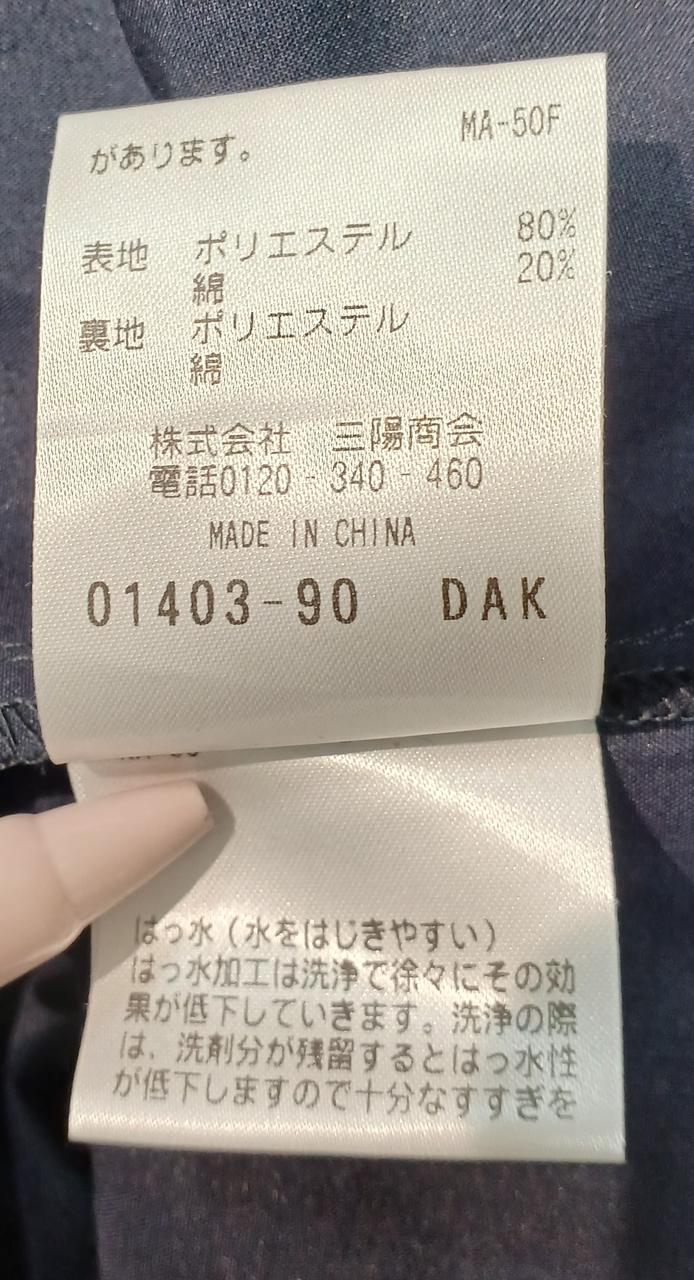 があります。
MA-50F
表地 ポリエステル 80%
綿 20%
裏地 ポリエステル
綿
株式会社 三陽商会
電話0120-340-460
MADE IN CHINA
01403-90 DAK
はっ水(水をはじきやすい)
はっ水加工は洗浄で徐々にその効
果が低下していきます。洗浄の際
は、洗剤分が残留するとはっ水性
が低下しますので十分なすすぎを